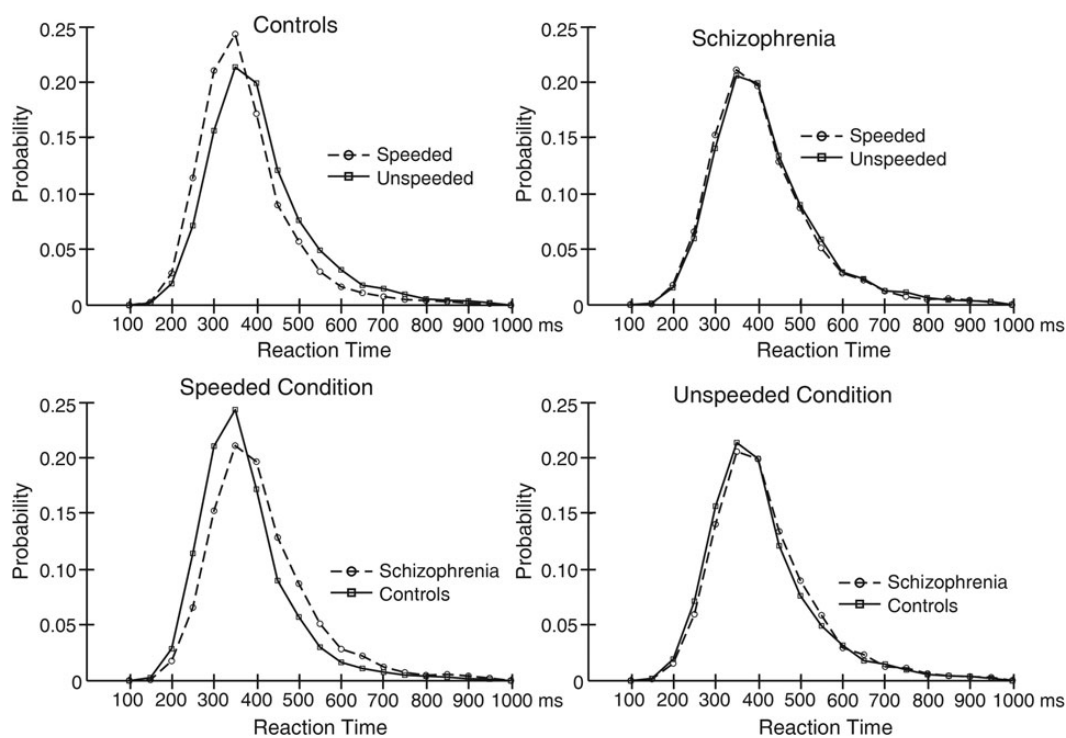 Controls
0.25
0.20
0.15
0.10
0.05
0
Probability
Speeded
Unspeeded
100 200 300 400 500 600 700 800 900 1000 ms
Reaction Time
Schizophrenia
0.25
0.20
0.15
0.10
0.05
0
Probability
Speeded
Unspeeded
100 200 300 400 500 600 700 800 900 1000 ms
Reaction Time
Speeded Condition
0.25
0.20
0.15
0.10
0.05
0
Probability
Schizophrenia
Controls
100 200 300 400 500 600 700 800 900 1000 ms
Reaction Time
Unspeeded Condition
0.25
0.20
0.15
0.10
0.05
0
Probability
Schizophrenia
Controls
100 200 300 400 500 600 700 800 900 1000 ms
Reaction Time